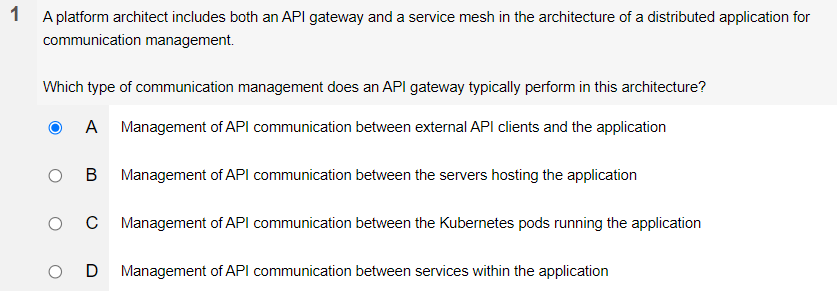 1 A platform architect includes both an API gateway and a service mesh in the architecture of a distributed application for
communication management.
Which type of communication management does an API gateway typically perform in this architecture?
A Management of API communication between external API clients and the application
B Management of API communication between the servers hosting the application
C Management of API communication between the Kubernetes pods running the application
D Management of API communication between services within the application